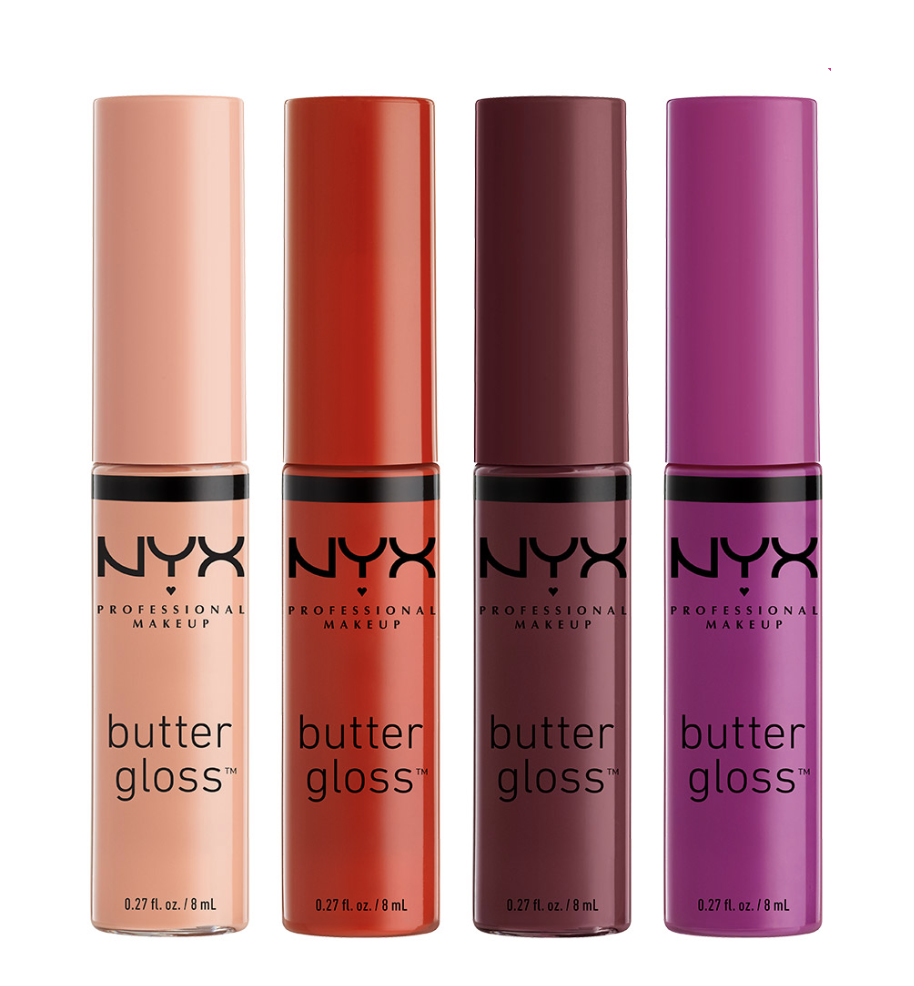 NYX
PROFESSIONAL
MAKEUP
butter
gloss™
0.27 fl. oz. / 8 mL
NYX
PROFESSIONAL
MAKEUP
butter
gloss™
0.27 fl. oz. / 8 mL
NYX
PROFESSIONAL
MAKEUP
butter
gloss™
0.27 fl. oz. / 8 mL
NYX
PROFESSIONAL
MAKEUP
butter
gloss™
0.27 fl. oz. / 8 mL